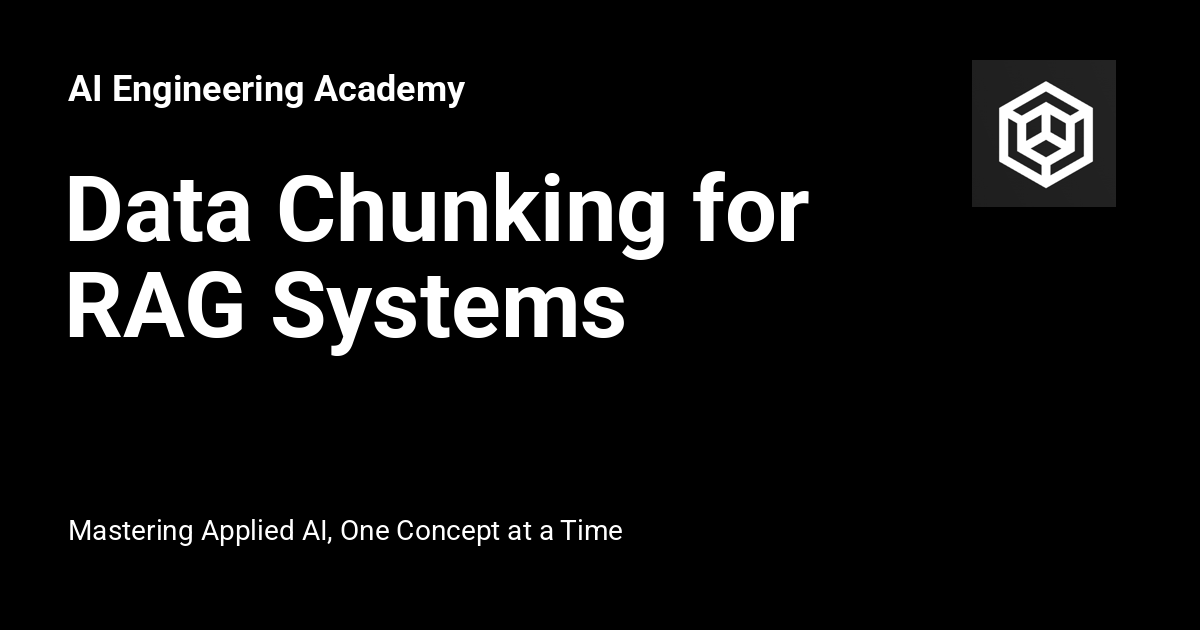 AI Engineering Academy
Data Chunking for
RAG Systems
Mastering Applied AI, One Concept at a Time